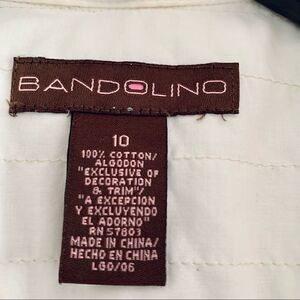 BANDOLINO
10
100% COTTON/
ALGODON
"EXCLUSIVE OF
DECORATION
& TRIM"/
"A EXCEPCION
Y EXCLUYENDO
EL ADORNO"
RN 57803
MADE IN CHINA/
HECHO EN CHINA
LGO/06